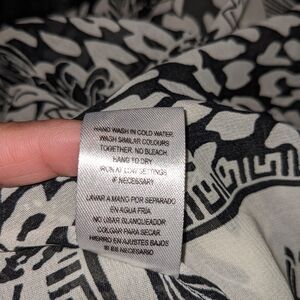 HAND WASH IN COLD WATER.
WASH SIMILAR COLOURS
TOGETHER. NO BLEACH.
HANG TO DRY
IRON AT LOW SETTINGS
IF NECESSARY
LAVAR A MANO POR SEPARADO
EN AGUA FRIA
NO USAR BLANQUEADOR
COLGAR PARA SECAR
HIERRO EN AJUSTES BAJOS
SI ES NECESARIO